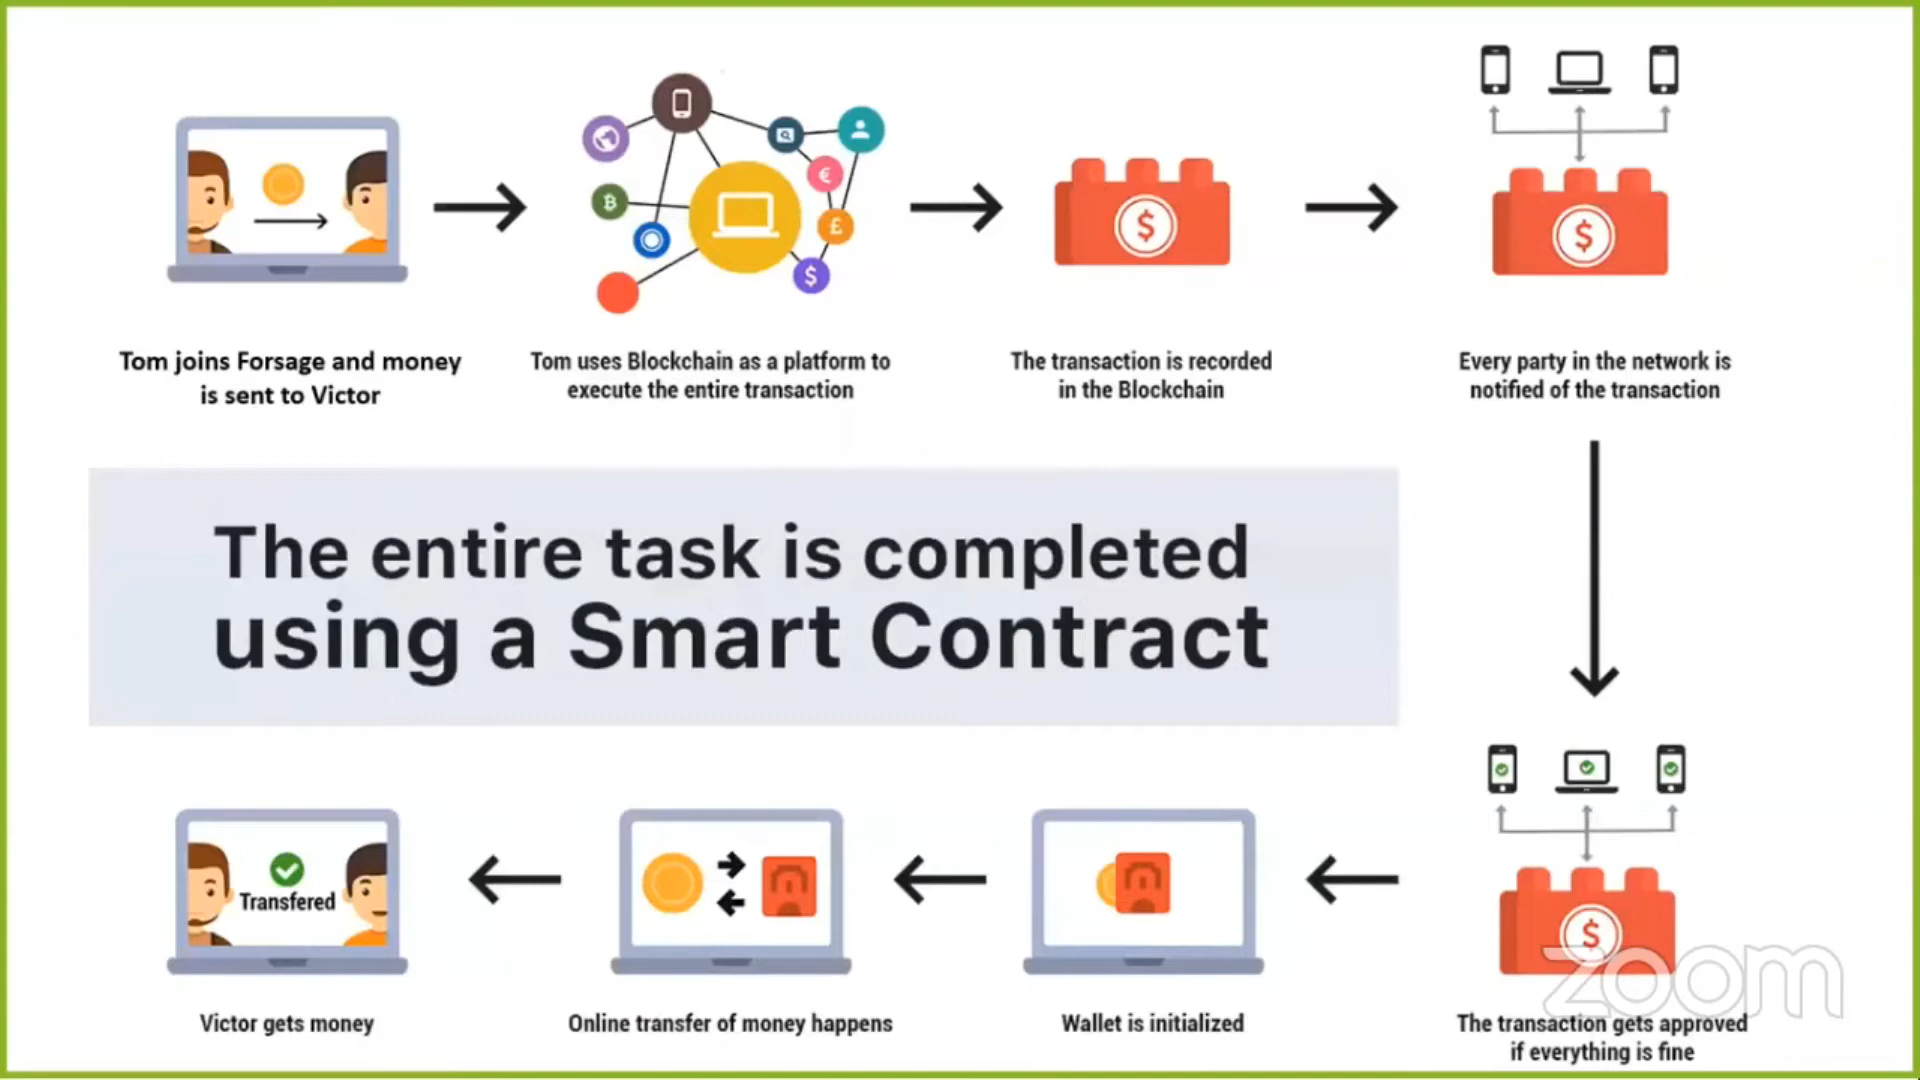 Tom joins Forsage and money
is sent to Victor
Tom uses Blockchain as a platform to
execute the entire transaction
The transaction is recorded
in the Blockchain
Every party in the network is
notified of the transaction
The entire task is completed
using a Smart Contract
Transfered
Victor gets money
Online transfer of money happens
Wallet is initialized
The transaction gets approved
if everything is fine
zoom